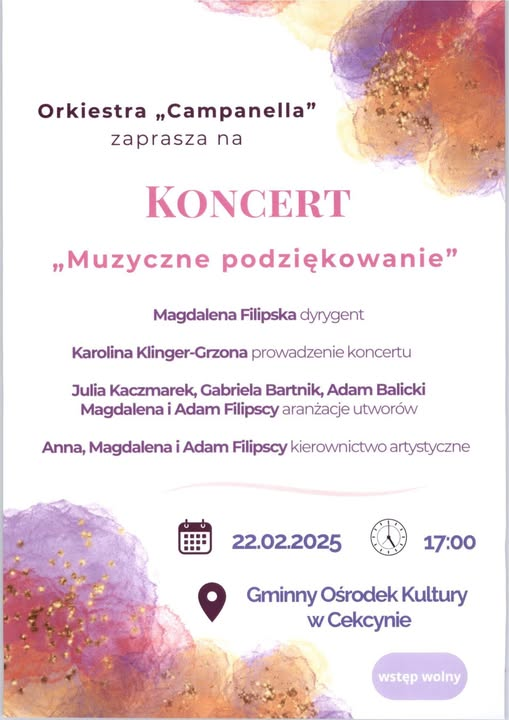 Orkiestra „Campanella”
zaprasza na
KONCERT
„Muzyczne podziękowanie”
Magdalena Filipska dyrygent
Karolina Klinger-Grzona prowadzenie koncertu
Julia Kaczmarek, Gabriela Bartnik, Adam Balicki
Magdalena i Adam Filipscy aranżacje utworów
Anna, Magdalena i Adam Filipscy kierownictwo artystyczne
22.02.2025
17:00
Gminny Ośrodek Kultury
w Cekcynie
wstęp wolny